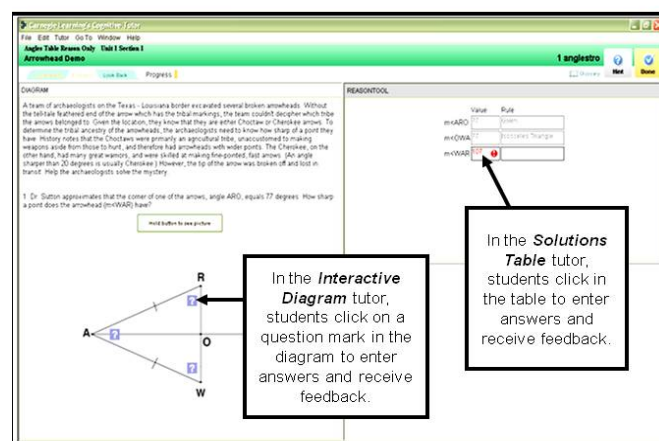 Carnegie Learning's Cognitive Tutor
File Edit Tutor GoTo Window Help
Angles Table Reason Only Unit 1 Section 1
Arrowhead Demo
1 anglestro
Hint
Done
Look Back
Progress
DIAGRAM
REASONTOOL
A team of archaeologists on the Texas - Louisiana border excavated several broken arrowheads. Without
the telltale feathered end of the arrow which has the tribal markings, the team couldn't decipher which tribe
the arrows belonged to. Given the location, they know that they are either Choctaw or Cherokee arrows. To
determine the tribal ancestry of the arrowheads, the archaeologists need to know how sharp of a point they
have. History notes that the Choctaws were primarily an agricultural tribe, unaccustomed to making
weapons aside from those to hunt, and therefore had arrowheads with wider points. The Cherokee, on the
other hand, had many great warriors, and were skilled at making fine-pointed, fast arrows. (An angle
sharper than 20 degrees is usually Cherokee.) However, the tip of the arrow was broken off and lost in
transit. Help the archaeologists solve the mystery.
1 Dr. Sutton approximates that the corner of one of the arrows, angle ARO, equals 77 degrees. How sharp
a point does the arrowhead (m<WAR) have?
Hold button to see picture
Value Rule
m<ARO 77 Given
m<OWA 77 Isosceles Triangle
m<WAR
R
?
A
?
O
?
W
In the Interactive
Diagram tutor,
students click on a
question mark in the
diagram to enter
answers and receive
feedback.
In the Solutions
Table tutor,
students click in
the table to enter
answers and
receive feedback.